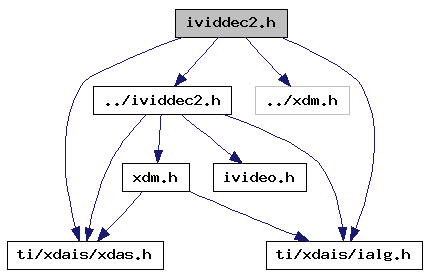 ividdec2.h
../ividdec2.h
../xdm.h
xdm.h
ivideo.h
ti/xdais/xdas.h
ti/xdais/ialg.h